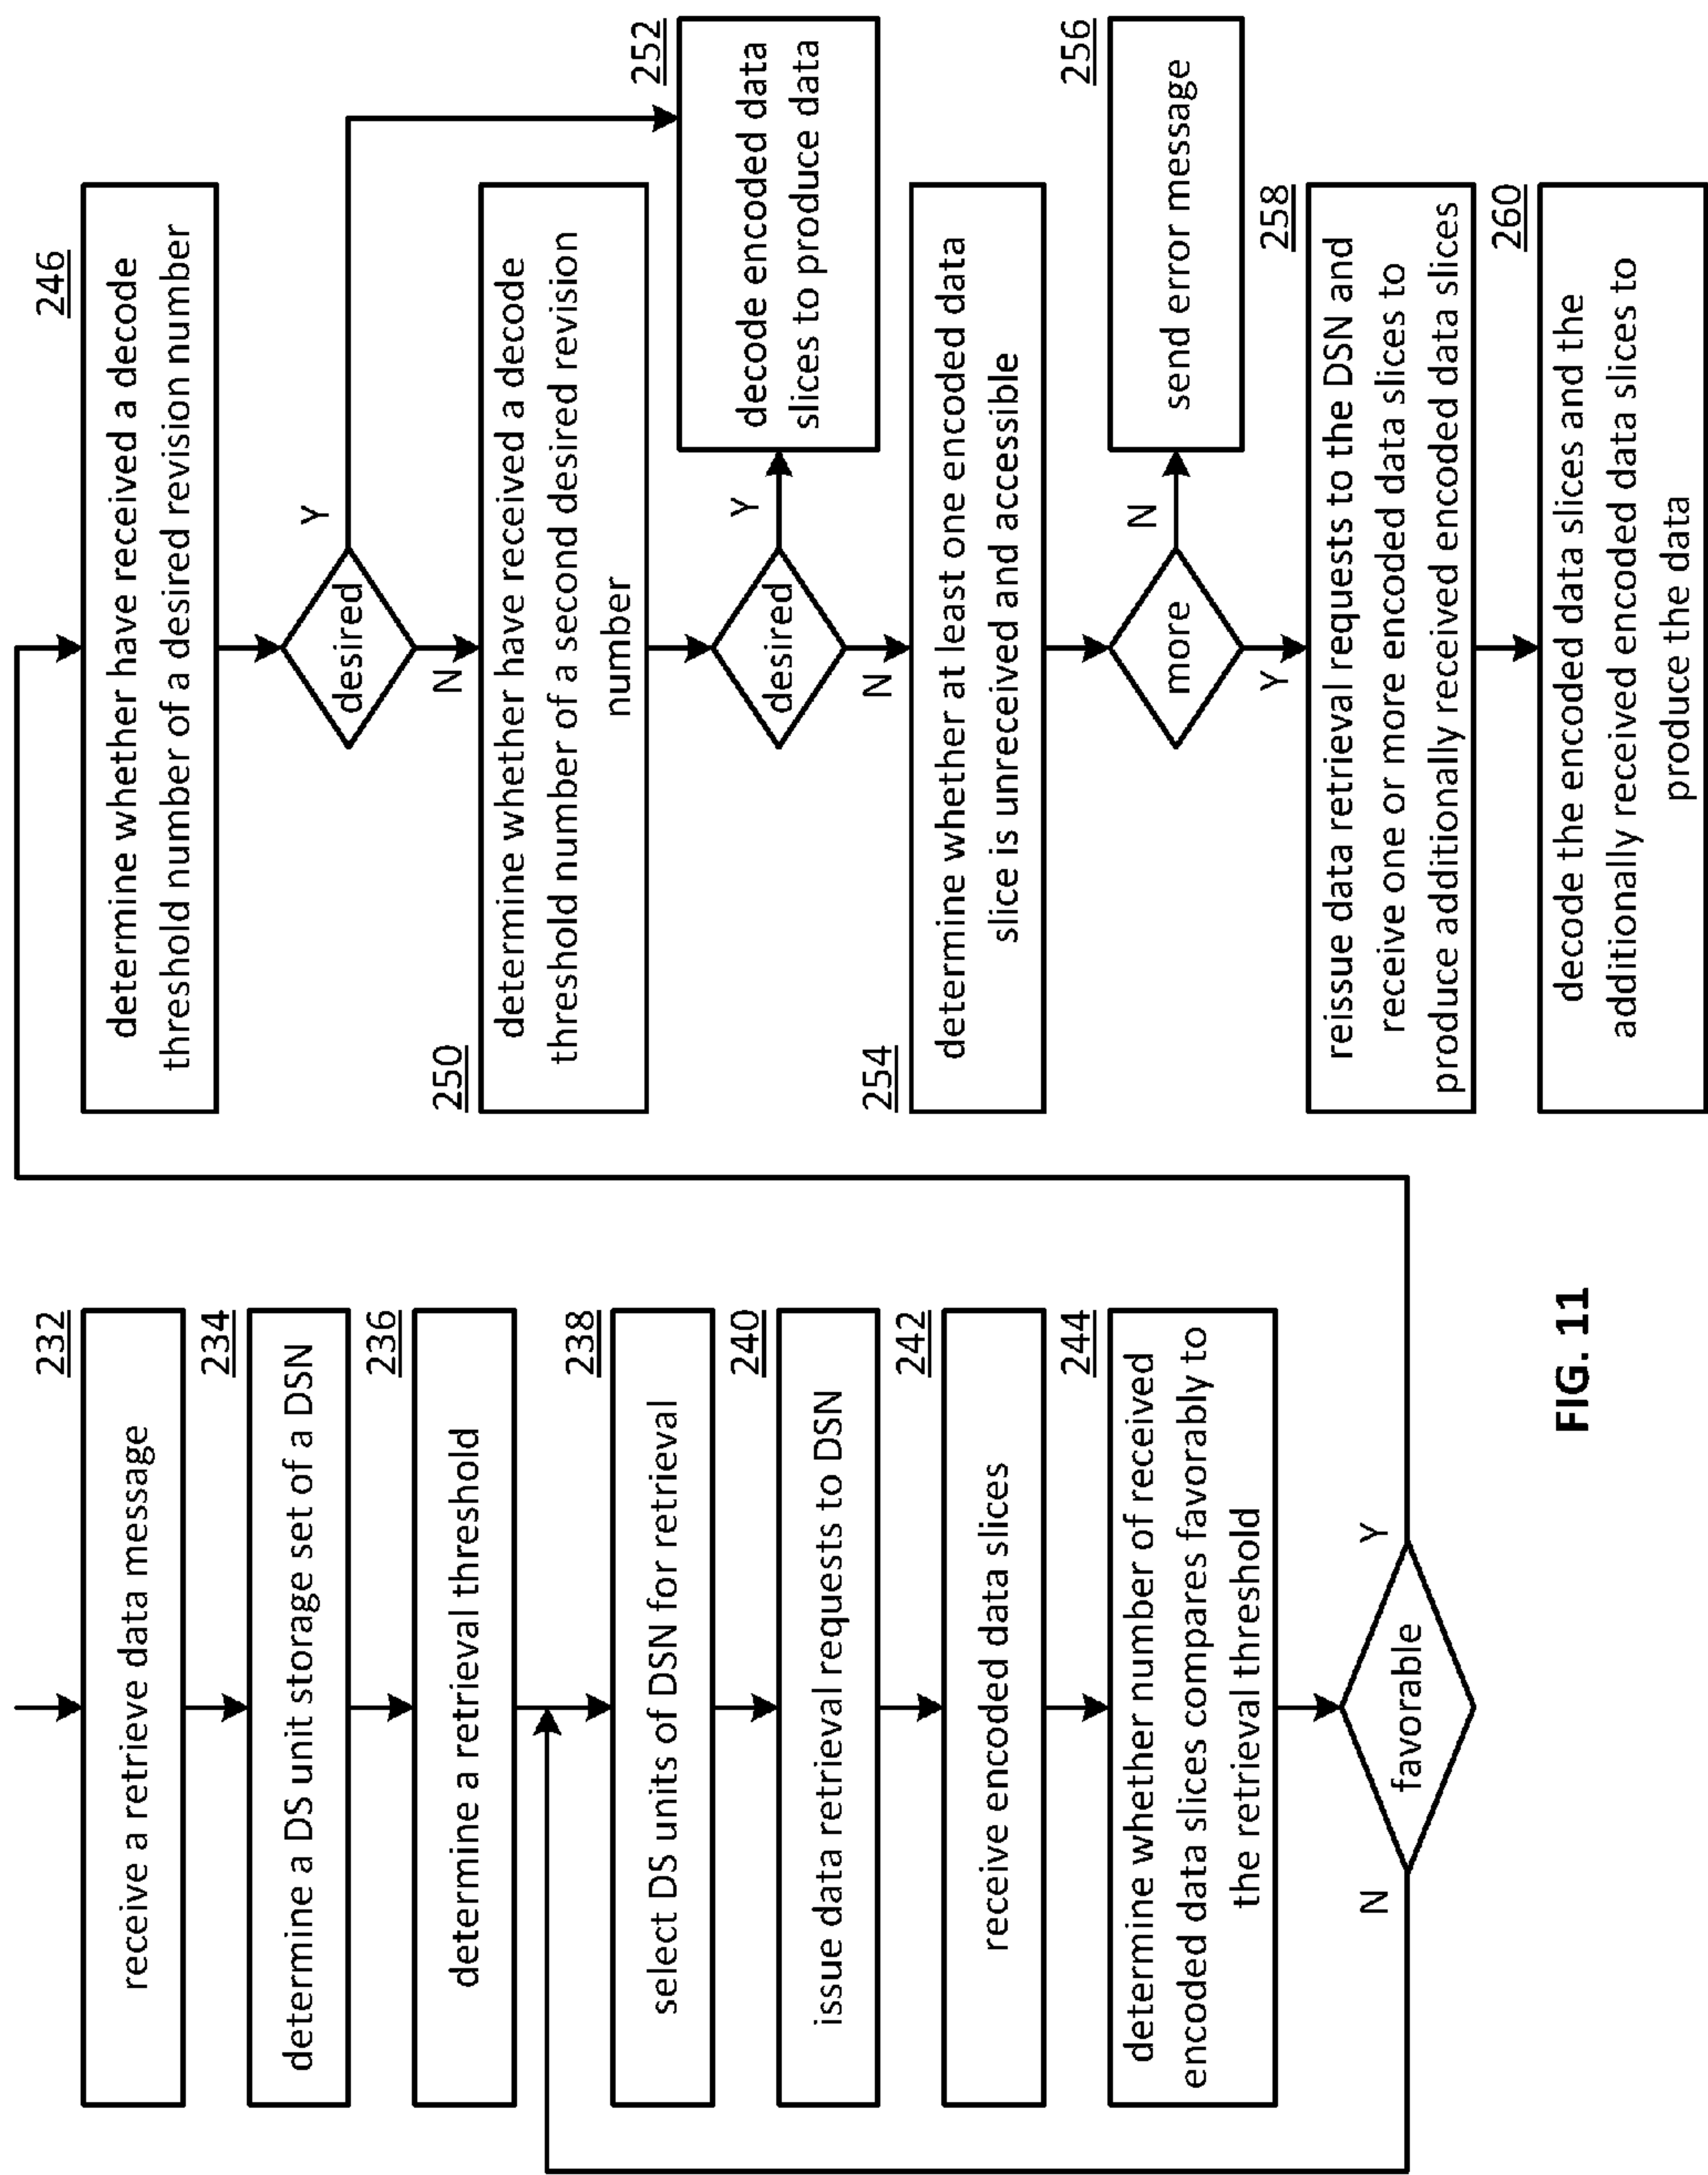 232
receive a retrieve data message
234
determine a DS unit storage set of a DSN
236
determine a retrieval threshold
238
select DS units of DSN for retrieval
240
issue data retrieval requests to DSN
242
receive encoded data slices
244
determine whether number of received
encoded data slices compares favorably to
the retrieval threshold
favorable
N
Y
246
determine whether have received a decode
threshold number of a desired revision number
desired
Y
N
250
determine whether have received a decode
threshold number of a second desired revision
number
desired
Y
N
252
decode encoded data
slices to produce data
254
determine whether at least one encoded data
slice is unreceived and accessible
more
N
Y
256
send error message
258
reissue data retrieval requests to the DSN and
receive one or more encoded data slices to
produce additionally received encoded data slices
260
decode the encoded data slices and the
additionally received encoded data slices to
produce the data
FIG. 11